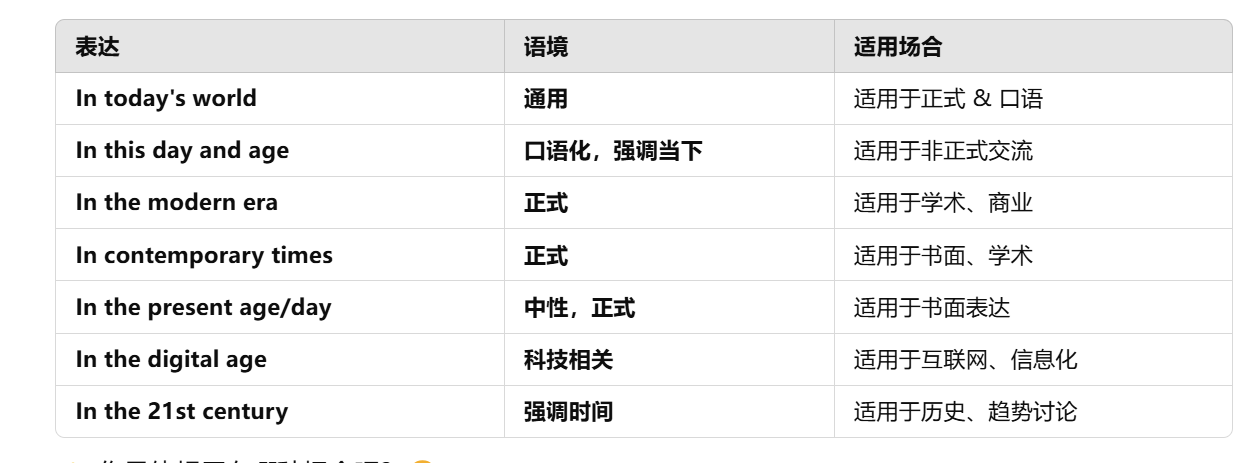 表达 语境 适用场合
In today's world 通用 适用于正式 & 口语
In this day and age 口语化，强调当下 适用于非正式交流
In the modern era 正式 适用于学术、商业
In contemporary times 正式 适用于书面、学术
In the present age/day 中性，正式 适用于书面表达
In the digital age 科技相关 适用于互联网、信息化
In the 21st century 强调时间 适用于历史、趋势讨论